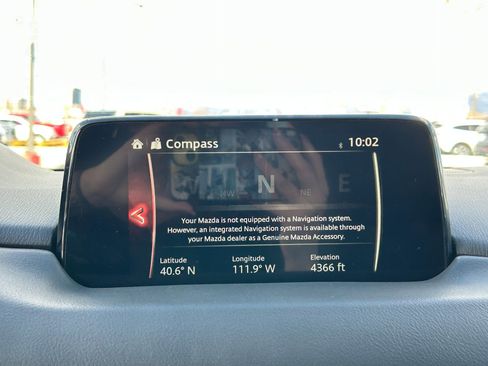 Compass
10:02
NW N NE
Your Mazda is not equipped with a Navigation system.
However, an integrated Navigation system is available through
your Mazda dealer as a Genuine Mazda Accessory.
Latitude Longitude Elevation
40.6° N 111.9° W 4366 ft